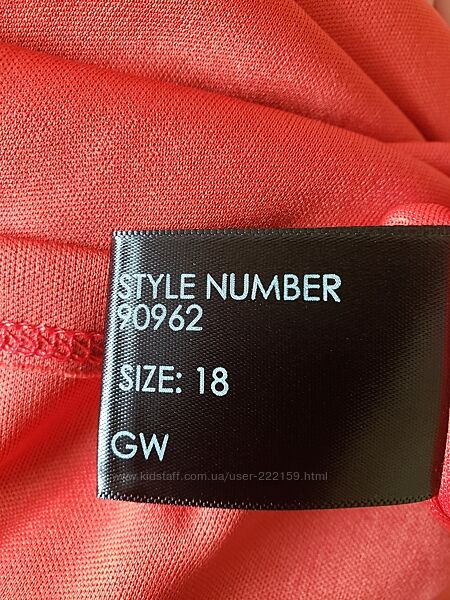 STYLE NUMBER
90962
SIZE: 18
GW
www.kidstaff.com.ua/user-222159.html